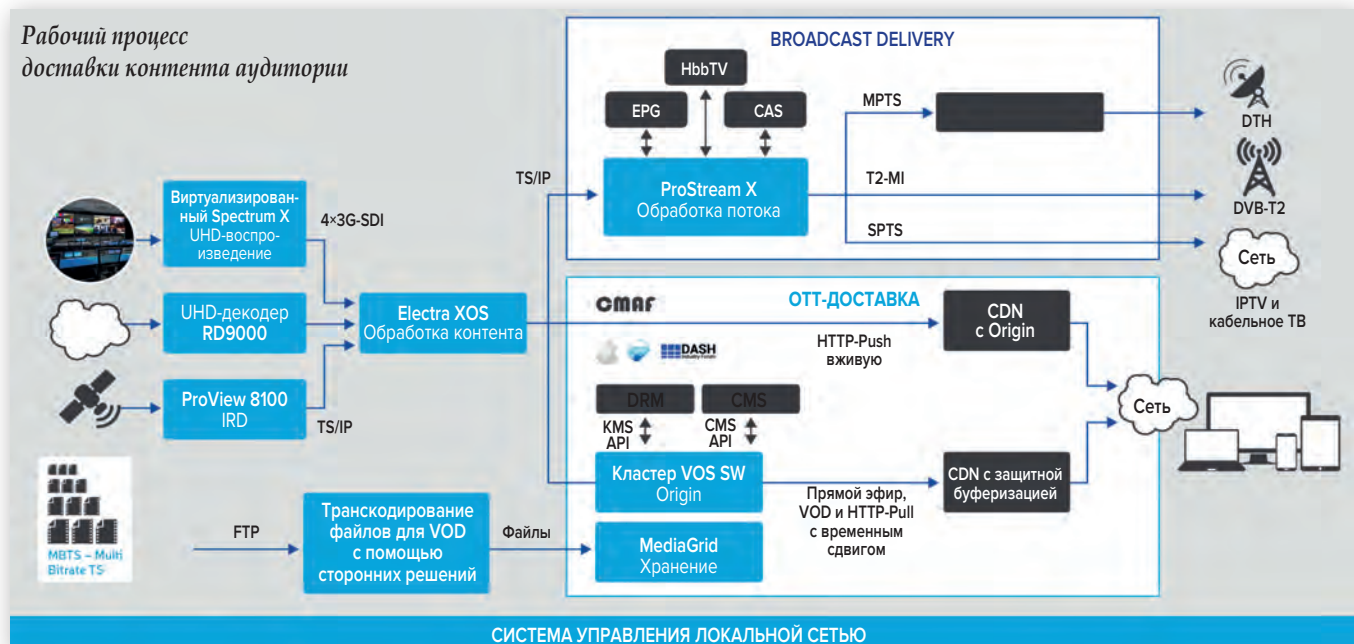 Рабочий процесс
доставки контента аудитории
BROADCAST DELIVERY
HbbTV
EPG
CAS
MPTS
DTH
TS/IP
ProStream X
Обработка потока
T2-MI
DVB-T2
SPTS
Сеть
IPTV и
кабельное ТВ
Виртуализирован-
ный Spectrum X
UHD-воспро-
изведение
4×3G-SDI
UHD-декодер
RD9000
Electra XOS
Обработка контента
ProView 8100
IRD
TS/IP
CMAF
ОТТ-ДОСТАВКА
DASH
Industry Forum
HTTP-Push
вживую
CDN
с Origin
DRM
CMS
KMS
API
CMS
API
Кластер VOS SW
Origin
Прямой эфир,
VOD и HTTP-Pull
с временным
сдвигом
CDN с защитной
буферизацией
Сеть
MBTS – Multi
Bitrate TS
FTP
Транскодирование
файлов для VOD
с помощью
сторонних решений
Файлы
MediaGrid
Хранение
СИСТЕМА УПРАВЛЕНИЯ ЛОКАЛЬНОЙ СЕТЬЮ